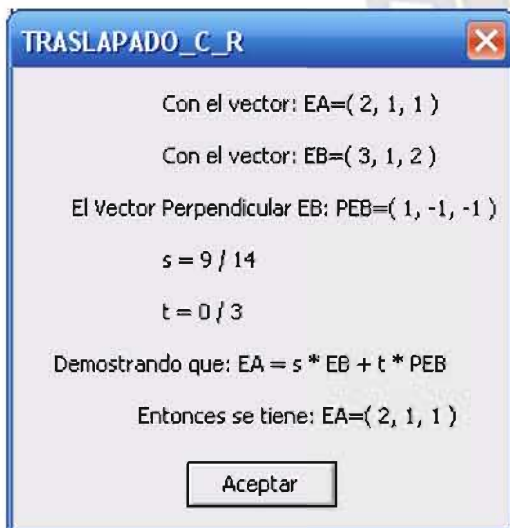 TRASLAPADO_C_R
Con el vector: EA=( 2, 1, 1 )
Con el vector: EB=( 3, 1, 2 )
El Vector Perpendicular EB: PEB=( 1, -1, -1 )
s = 9 / 14
t = 0 / 3
Demostrando que: EA = s * EB + t * PEB
Entonces se tiene: EA=( 2, 1, 1 )
Aceptar